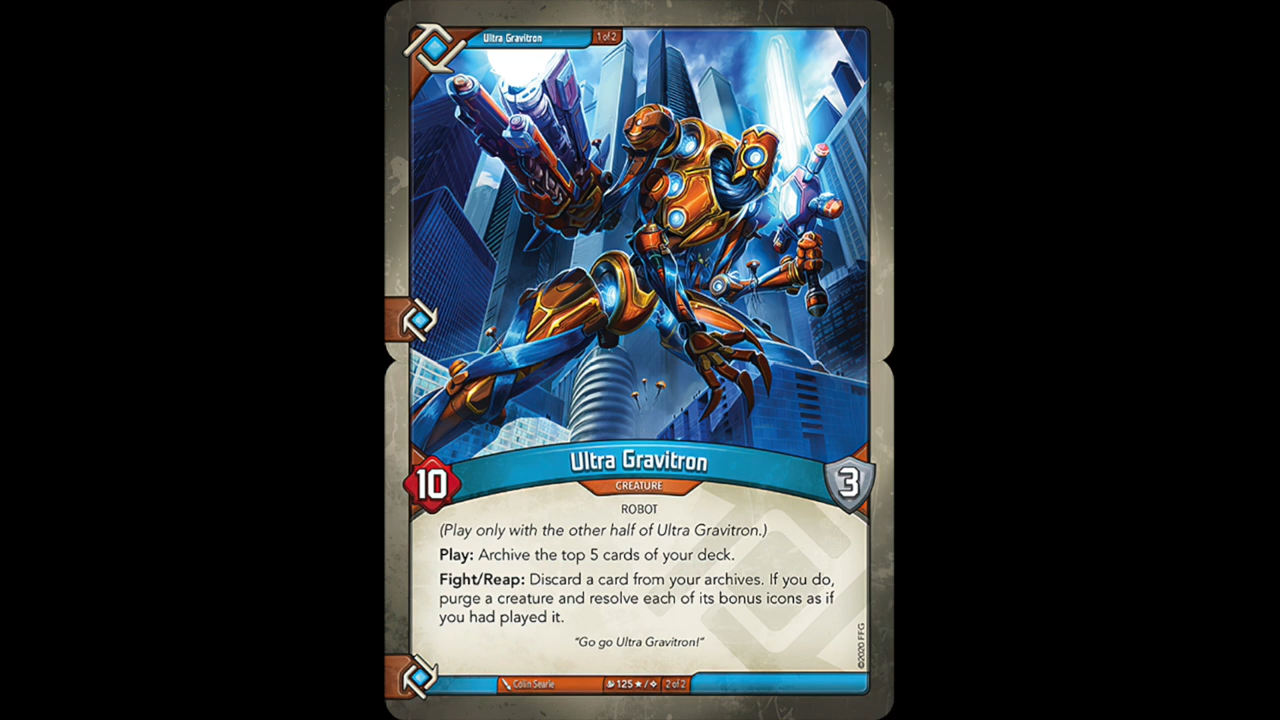 Ultra Gravitron 1 of 2
Ultra Gravitron
10
3
CREATURE
ROBOT
(Play only with the other half of Ultra Gravitron.)
Play: Archive the top 5 cards of your deck.
Fight/Reap: Discard a card from your archives. If you do,
purge a creature and resolve each of its bonus icons as if
you had played it.
"Go go Ultra Gravitron!"
©2020 FFG
Colin Searle 125 ★ / 2 of 2